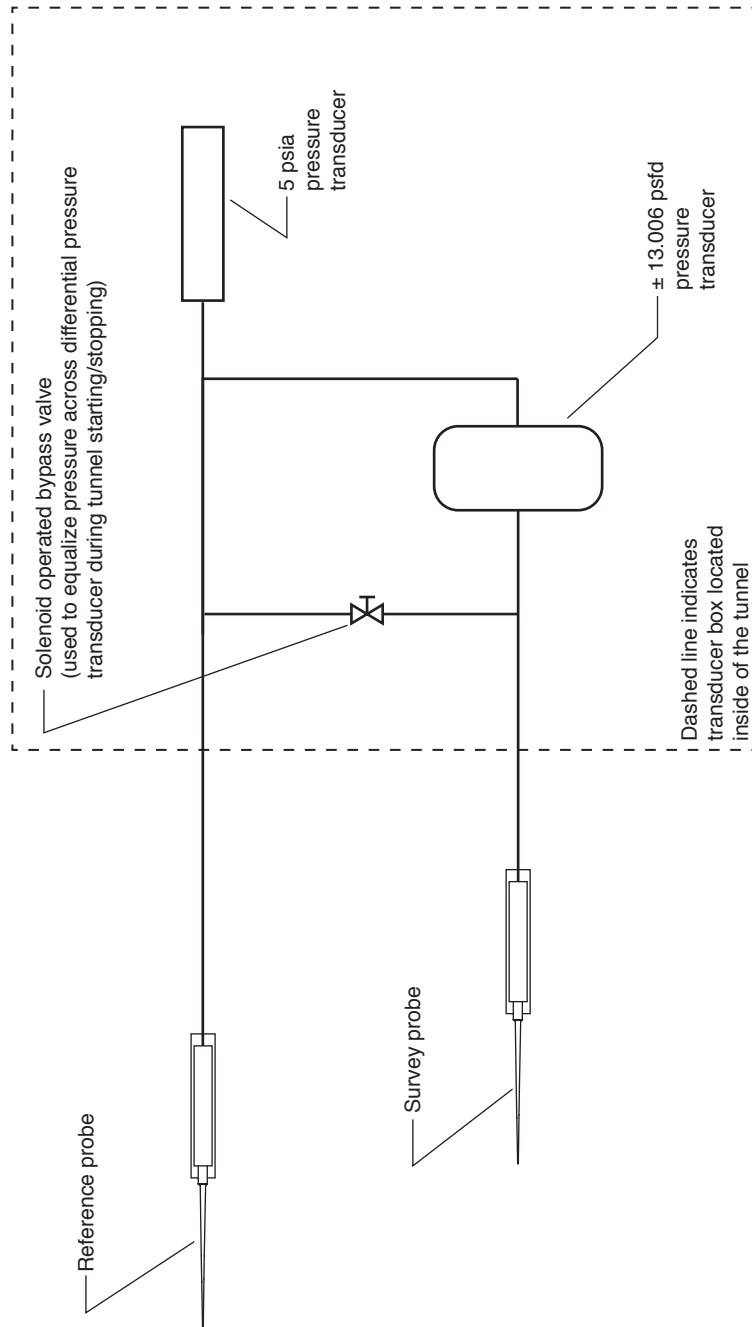 Solenoid operated bypass valve
(used to equalize pressure across differential pressure
transducer during tunnel starting/stopping)
5 psia
pressure
transducer
Reference probe
Survey probe
± 13.006 psfd
pressure
transducer
Dashed line indicates
transducer box located
inside of the tunnel